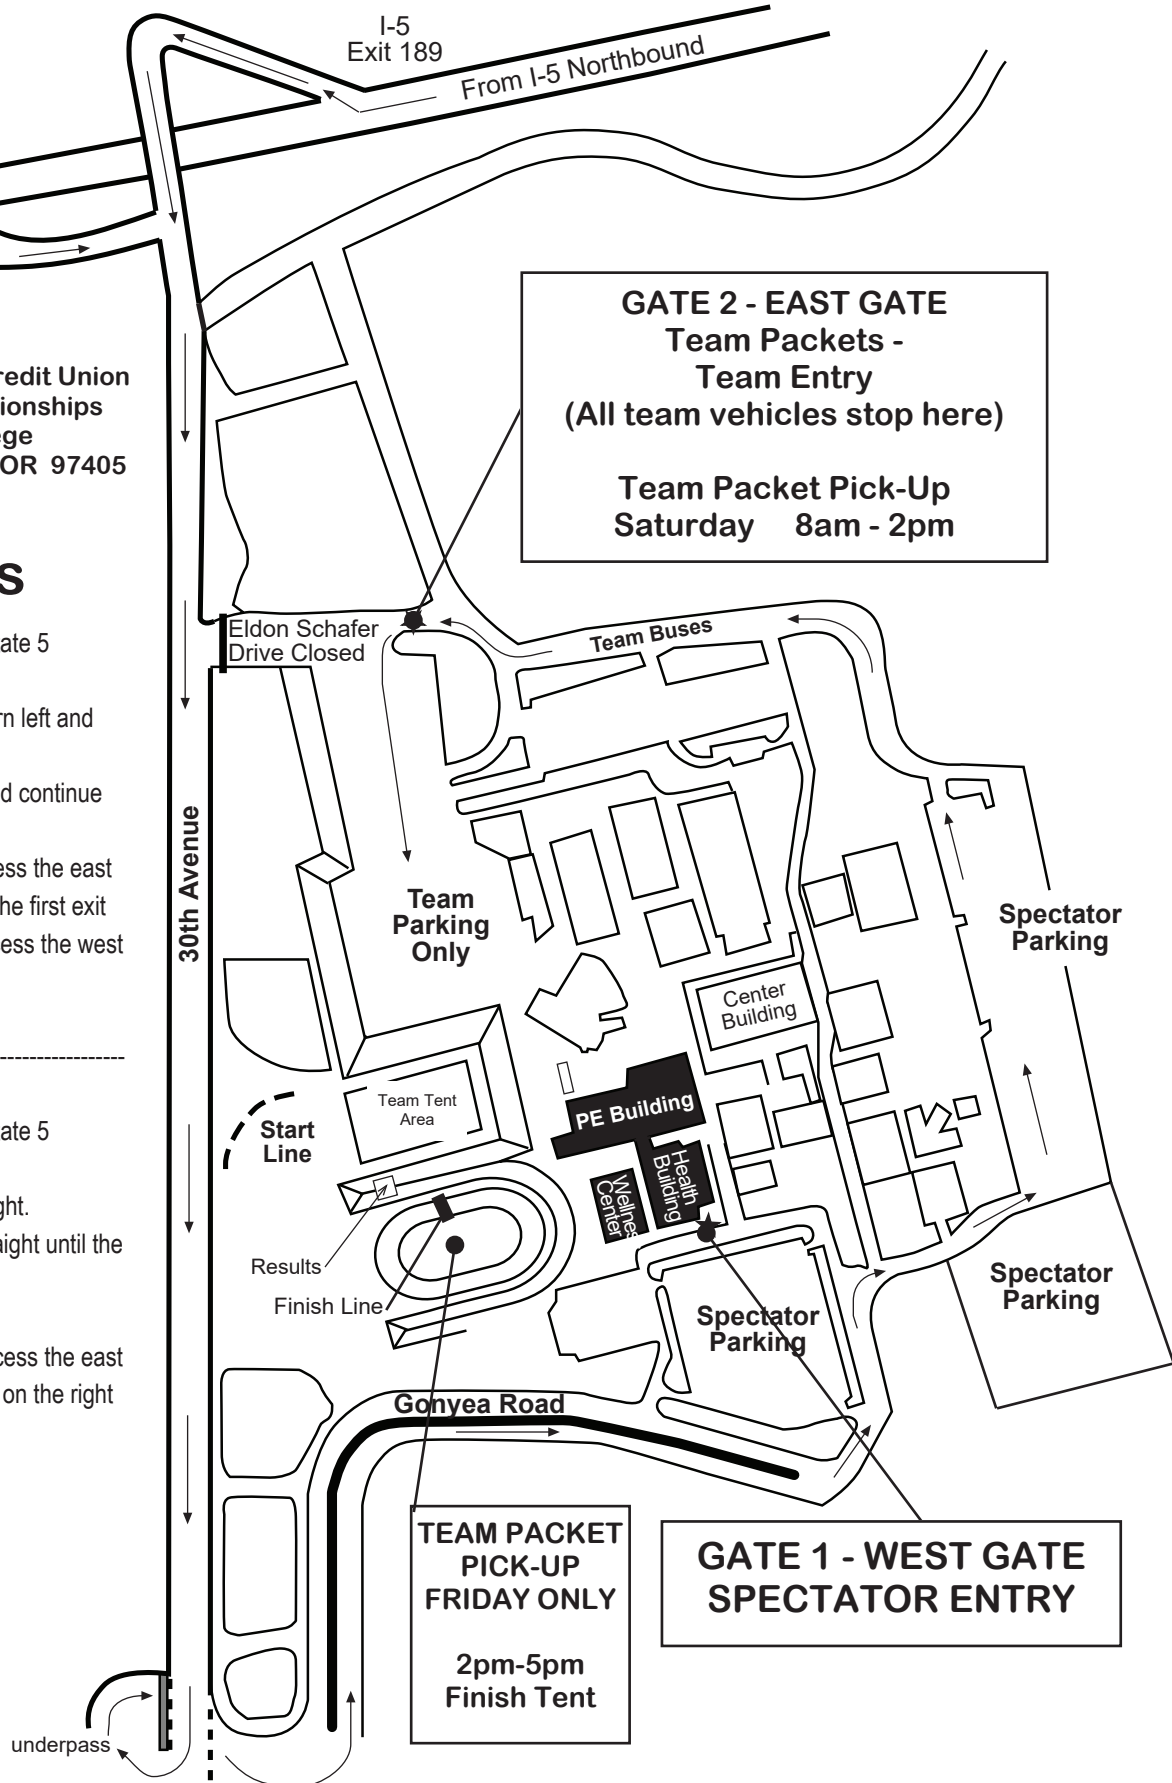 I-5
Exit 189
From I-5 Northbound
GATE 2 - EAST GATE
Team Packets -
Team Entry
(All team vehicles stop here)
Team Packet Pick-Up
Saturday 8am - 2pm
redit Union
ionships
ege
OR 97405
s
ate 5
rn left and
d continue
ess the east
he first exit
ess the west
-------------------
ate 5
ght.
aight until the
cess the east
on the right
Eldon Schafer
Drive Closed
Team Buses
30th Avenue
Team
Parking
Only
Spectator
Parking
Center
Building
PE Building
Team Tent
Area
Start
Line
Health
Building
Wellness
Center
Results
Finish Line
Spectator
Parking
Spectator
Parking
Gonyea Road
TEAM PACKET
PICK-UP
FRIDAY ONLY
2pm-5pm
Finish Tent
GATE 1 - WEST GATE
SPECTATOR ENTRY
underpass